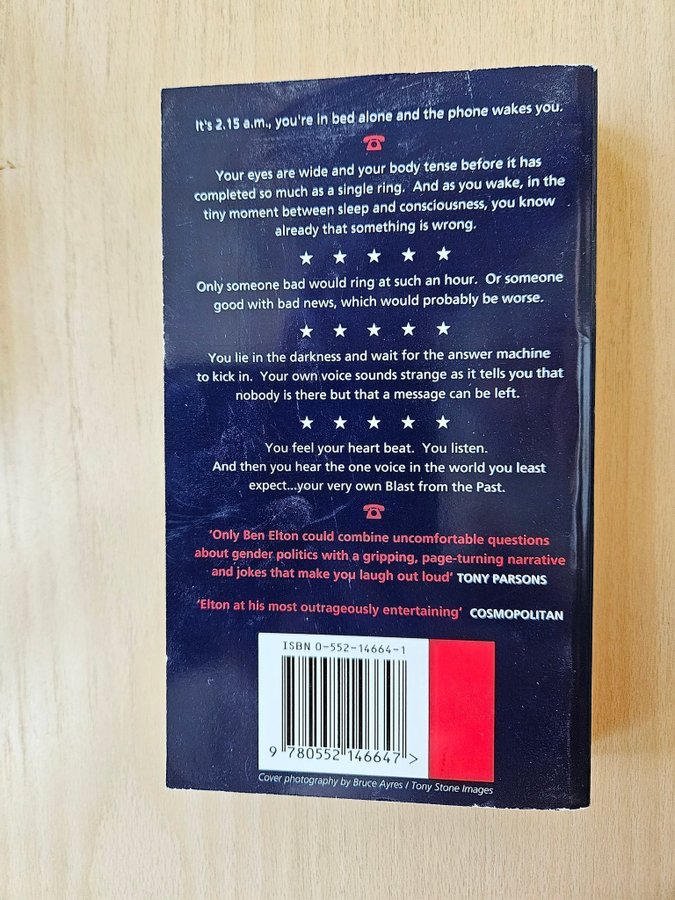 It's 2.15 a.m., you're in bed alone and the phone wakes you.
Your eyes are wide and your body tense before it has
completed so much as a single ring. And as you wake, in the
tiny moment between sleep and consciousness, you know
already that something is wrong.
Only someone bad would ring at such an hour. Or someone
good with bad news, which would probably be worse.
You lie in the darkness and wait for the answer machine
to kick in. Your own voice sounds strange as it tells you that
nobody is there but that a message can be left.
You feel your heart beat. You listen.
And then you hear the one voice in the world you least
expect...your very own Blast from the Past.
'Only Ben Elton could combine uncomfortable questions
about gender politics with a gripping, page-turning narrative
and jokes that make you laugh out loud' TONY PARSONS
'Elton at his most outrageously entertaining' COSMOPOLITAN
ISBN 0-552-14664-1
9 780552 146647 >
Cover photography by Bruce Ayres / Tony Stone Images